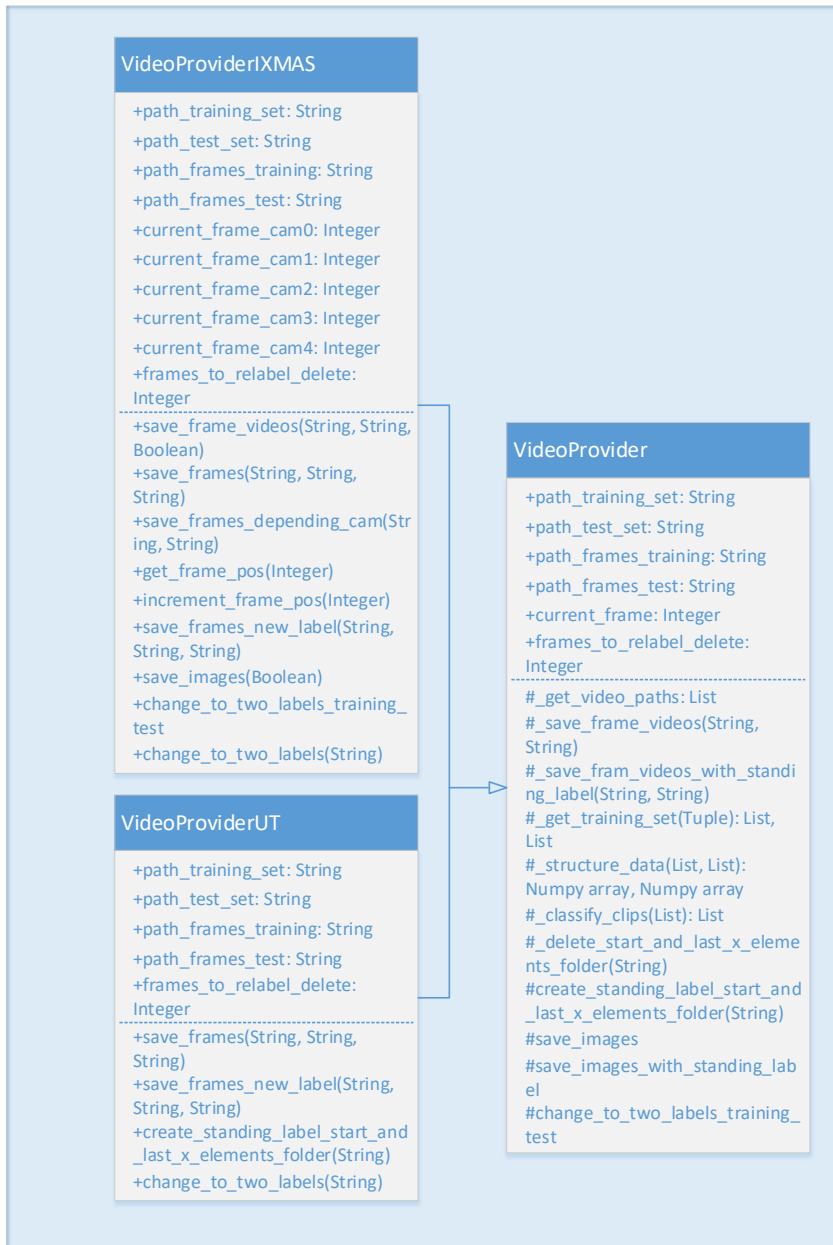 VideoProviderIXMAS
+path_training_set: String
+path_test_set: String
+path_frames_training: String
+path_frames_test: String
+current_frame_cam0: Integer
+current_frame_cam1: Integer
+current_frame_cam2: Integer
+current_frame_cam3: Integer
+current_frame_cam4: Integer
+frames_to_relabel_delete:
Integer
+save_frame_videos(String, String,
Boolean)
+save_frames(String, String,
String)
+save_frames_depending_cam(Str
ing, String)
+get_frame_pos(Integer)
+increment_frame_pos(Integer)
+save_frames_new_label(String,
String, String)
+save_images(Boolean)
+change_to_two_labels_training_
test
+change_to_two_labels(String)
VideoProviderUT
+path_training_set: String
+path_test_set: String
+path_frames_training: String
+path_frames_test: String
+frames_to_relabel_delete:
Integer
+save_frames(String, String,
String)
+save_frames_new_label(String,
String, String)
+create_standing_label_start_and
_last_x_elements_folder(String)
+change_to_two_labels(String)
VideoProvider
+path_training_set: String
+path_test_set: String
+path_frames_training: String
+path_frames_test: String
+current_frame: Integer
+frames_to_relabel_delete:
Integer
#_get_video_paths: List
#_save_frame_videos(String,
String)
#_save_fram_videos_with_standi
ng_label(String, String)
#_get_training_set(Tuple): List,
List
#_structure_data(List, List):
Numpy array, Numpy array
#_classify_clips(List): List
#_delete_start_and_last_x_eleme
nts_folder(String)
#create_standing_label_start_and
_last_x_elements_folder(String)
#save_images
#save_images_with_standing_lab
el
#change_to_two_labels_training_
test